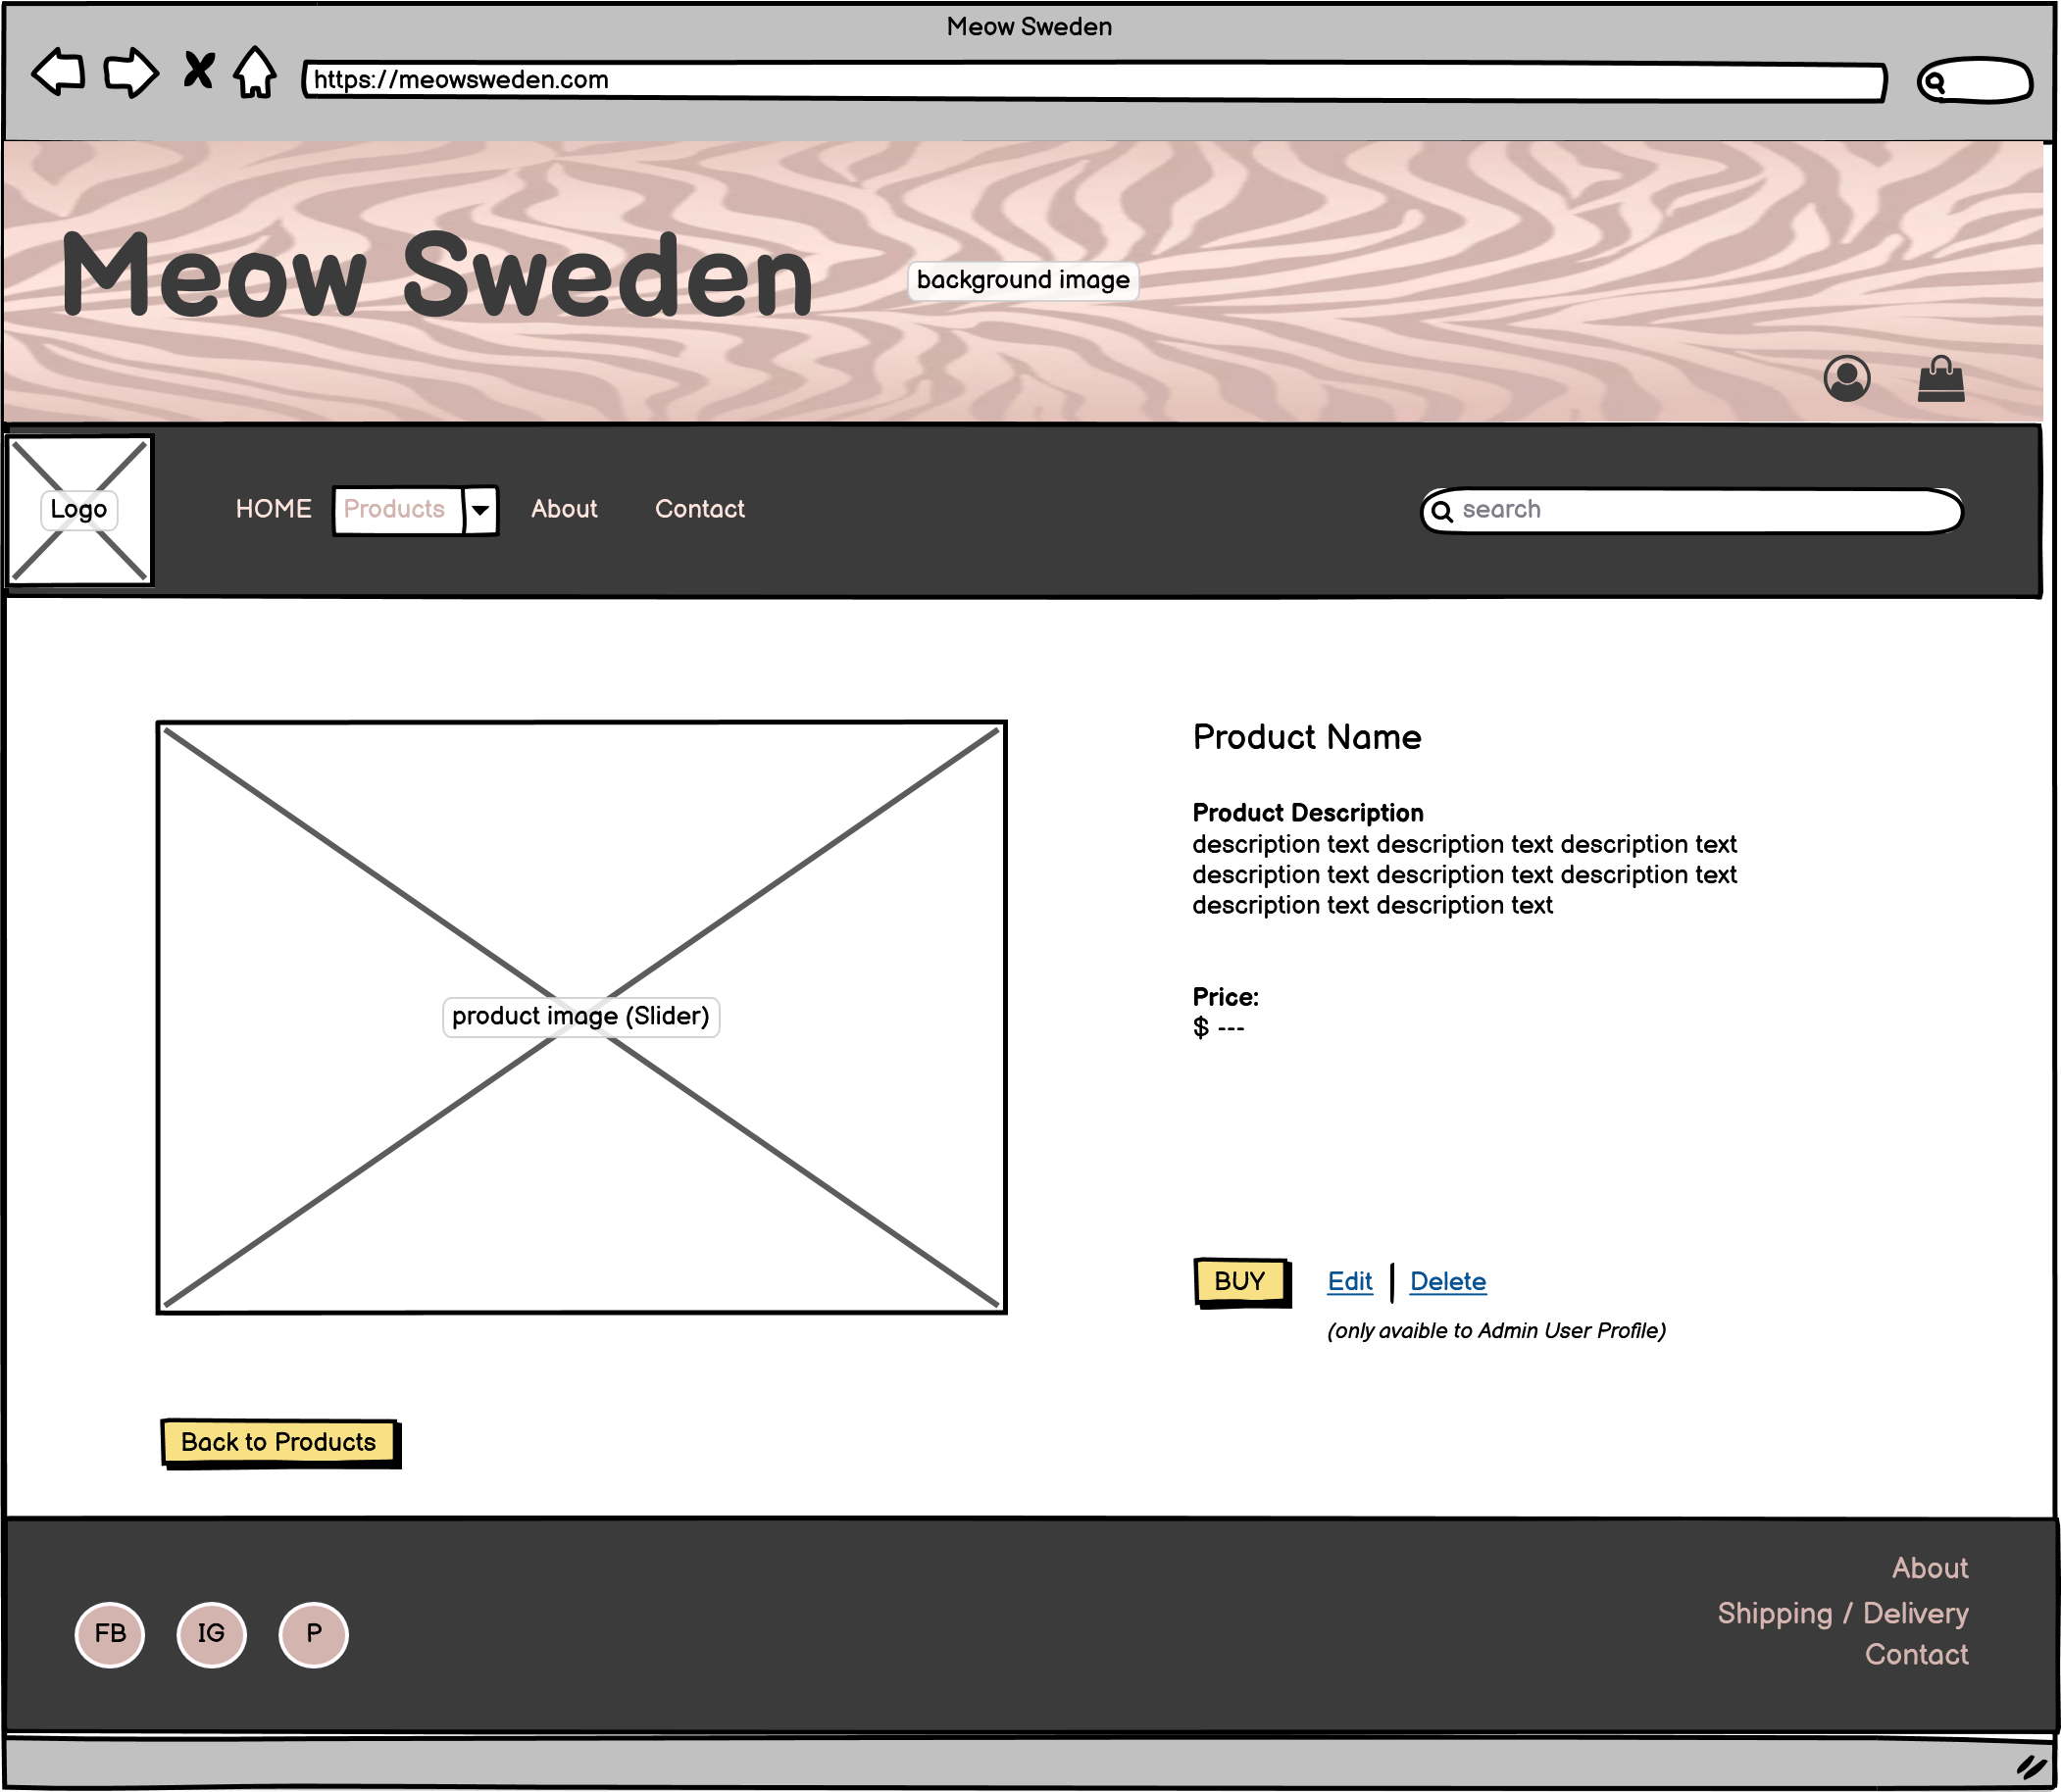 Meow Sweden
https://meowsweden.com
Meow Sweden
background image
Logo
HOME
Products
About
Contact
search
product image (Slider)
Product Name
Product Description
description text description text description text
description text description text description text
description text description text
Price:
$ ---
BUY
Edit
Delete
(only avaible to Admin User Profile)
Back to Products
FB
IG
P
About
Shipping / Delivery
Contact